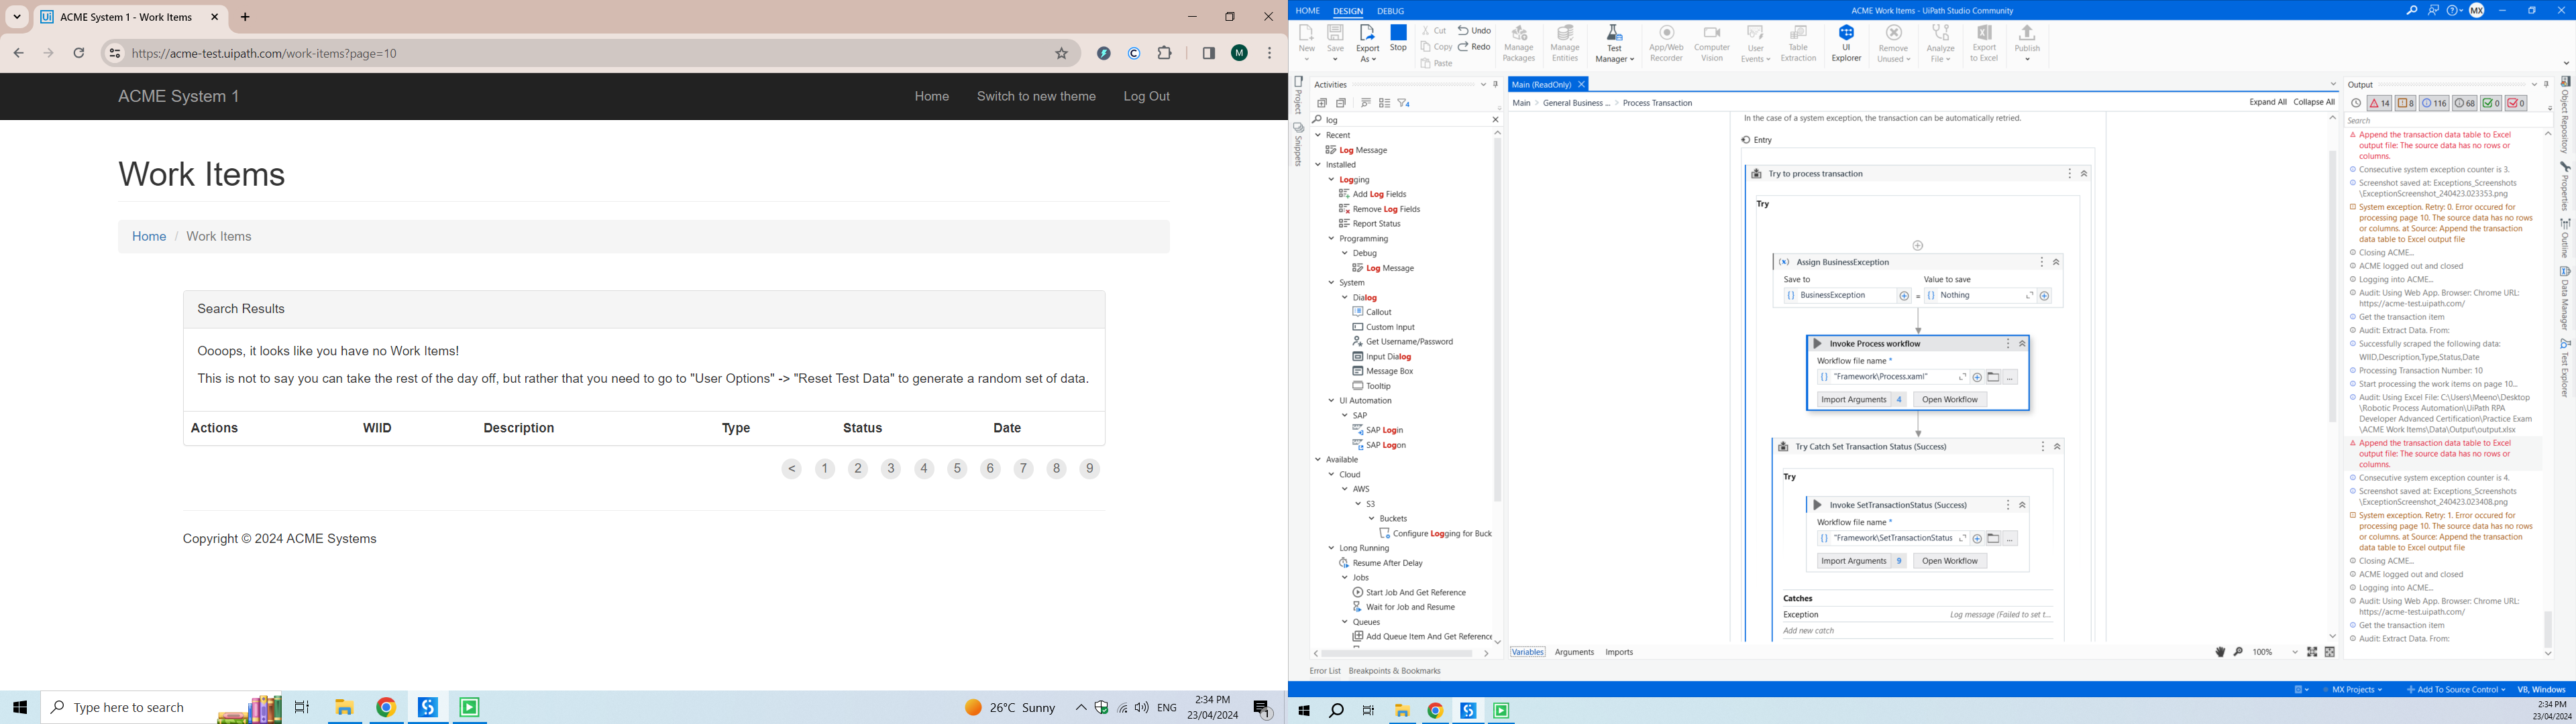 ACME System 1 - Work Items
https://acme-test.uipath.com/work-items?page=10
M
ACME System 1
Home
Switch to new theme
Log Out
Work Items
Home / Work Items
Search Results
Oooops, it looks like you have no Work Items!
This is not to say you can take the rest of the day off, but rather that you need to go to "User Options" -> "Reset Test Data" to generate a random set of data.
Actions WIID Description Type Status Date
< 1 2 3 4 5 6 7 8 9
Copyright © 2024 ACME Systems
Type here to search
26°C Sunny
ENG
2:34 PM
23/04/2024
1
HOME DESIGN DEBUG
ACME Work Items - UiPath Studio Community
MX
New
Save
Export As
Stop
Cut
Copy
Paste
Undo
Redo
Manage Packages
Manage Entities
Test Manager
App/Web Recorder
Computer Vision
User Events
Table Extraction
UI Explorer
Remove Unused
Analyze File
Export to Excel
Publish
Project
Snippets
Activities
4
log
Recent
Log Message
Installed
Logging
Add Log Fields
Remove Log Fields
Report Status
Programming
Debug
Log Message
System
Dialog
Callout
Custom Input
Get Username/Password
Input Dialog
Message Box
Tooltip
UI Automation
SAP
SAP Login
SAP Logon
Available
Cloud
AWS
S3
Buckets
Configure Logging for Buck
Long Running
Resume After Delay
Jobs
Start Job And Get Reference
Wait for Job and Resume
Queues
Add Queue Item And Get Reference
Main (ReadOnly)
Main > General Business ... > Process Transaction
Expand All Collapse All
In the case of a system exception, the transaction can be automatically retried.
Entry
Try to process transaction
Try
Assign BusinessException
Save to
Value to save
BusinessException = Nothing
Invoke Process workflow
Workflow file name *
"Framework\Process.xaml"
Import Arguments 4
Open Workflow
Try Catch Set Transaction Status (Success)
Try
Invoke SetTransactionStatus (Success)
Workflow file name *
"Framework\SetTransactionStatus
Import Arguments 9
Open Workflow
Catches
Exception
Log message (Failed to set t...
Add new catch
Variables Arguments Imports
100%
Output
14 8 116 68 0 0
Search
Append the transaction data table to Excel
output file: The source data has no rows or
columns.
Consecutive system exception counter is 3.
Screenshot saved at: Exceptions_Screenshots
\ExceptionScreenshot_240423.023353.png
System exception. Retry: 0. Error occured for
processing page 10. The source data has no rows
or columns. at Source: Append the transaction
data table to Excel output file
Closing ACME...
ACME logged out and closed
Logging into ACME...
Audit: Using Web App. Browser: Chrome URL:
https://acme-test.uipath.com/
Get the transaction item
Audit: Extract Data. From:
Successfully scraped the following data:
WIID,Description,Type,Status,Date
Processing Transaction Number: 10
Start processing the work items on page 10...
Audit: Using Excel File: C:\Users\Meeno\Desktop
\Robotic Process Automation\UiPath RPA
Developer Advanced Certification\Practice Exam
\ACME Work Items\Data\Output\output.xlsx
Append the transaction data table to Excel
output file: The source data has no rows or
columns.
Consecutive system exception counter is 4.
Screenshot saved at: Exceptions_Screenshots
\ExceptionScreenshot_240423.023408.png
System exception. Retry: 1. Error occured for
processing page 10. The source data has no rows
or columns. at Source: Append the transaction
data table to Excel output file
Closing ACME...
ACME logged out and closed
Logging into ACME...
Audit: Using Web App. Browser: Chrome URL:
https://acme-test.uipath.com/
Get the transaction item
Audit: Extract Data. From:
Object Repository
Properties
Outline
Data Manager
Test Explorer
Error List Breakpoints & Bookmarks
MX Projects
Add To Source Control
VB, Windows
2:34 PM
23/04/2024